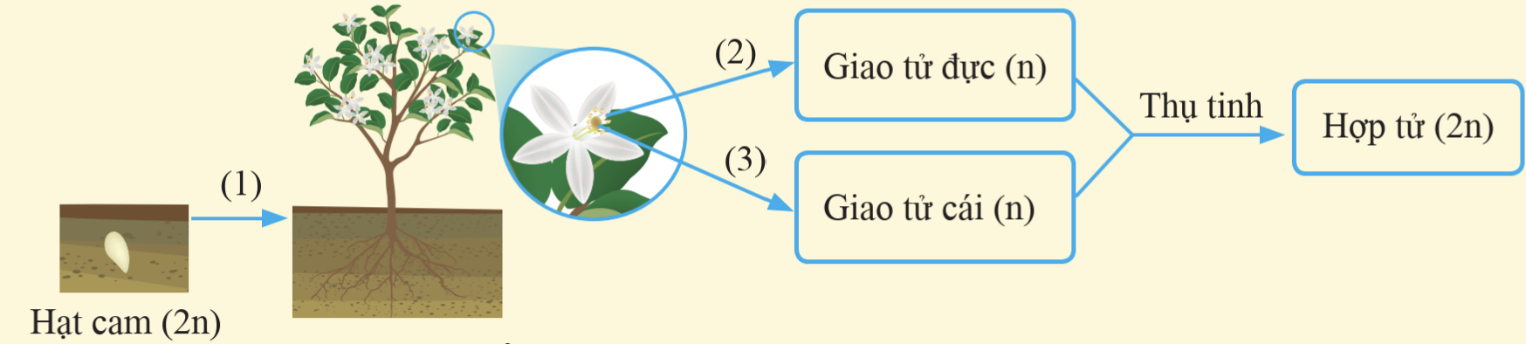 (1)
Hạt cam (2n)
(2)
Giao tử đực (n)
(3)
Giao tử cái (n)
Thụ tinh
Hợp tử (2n)